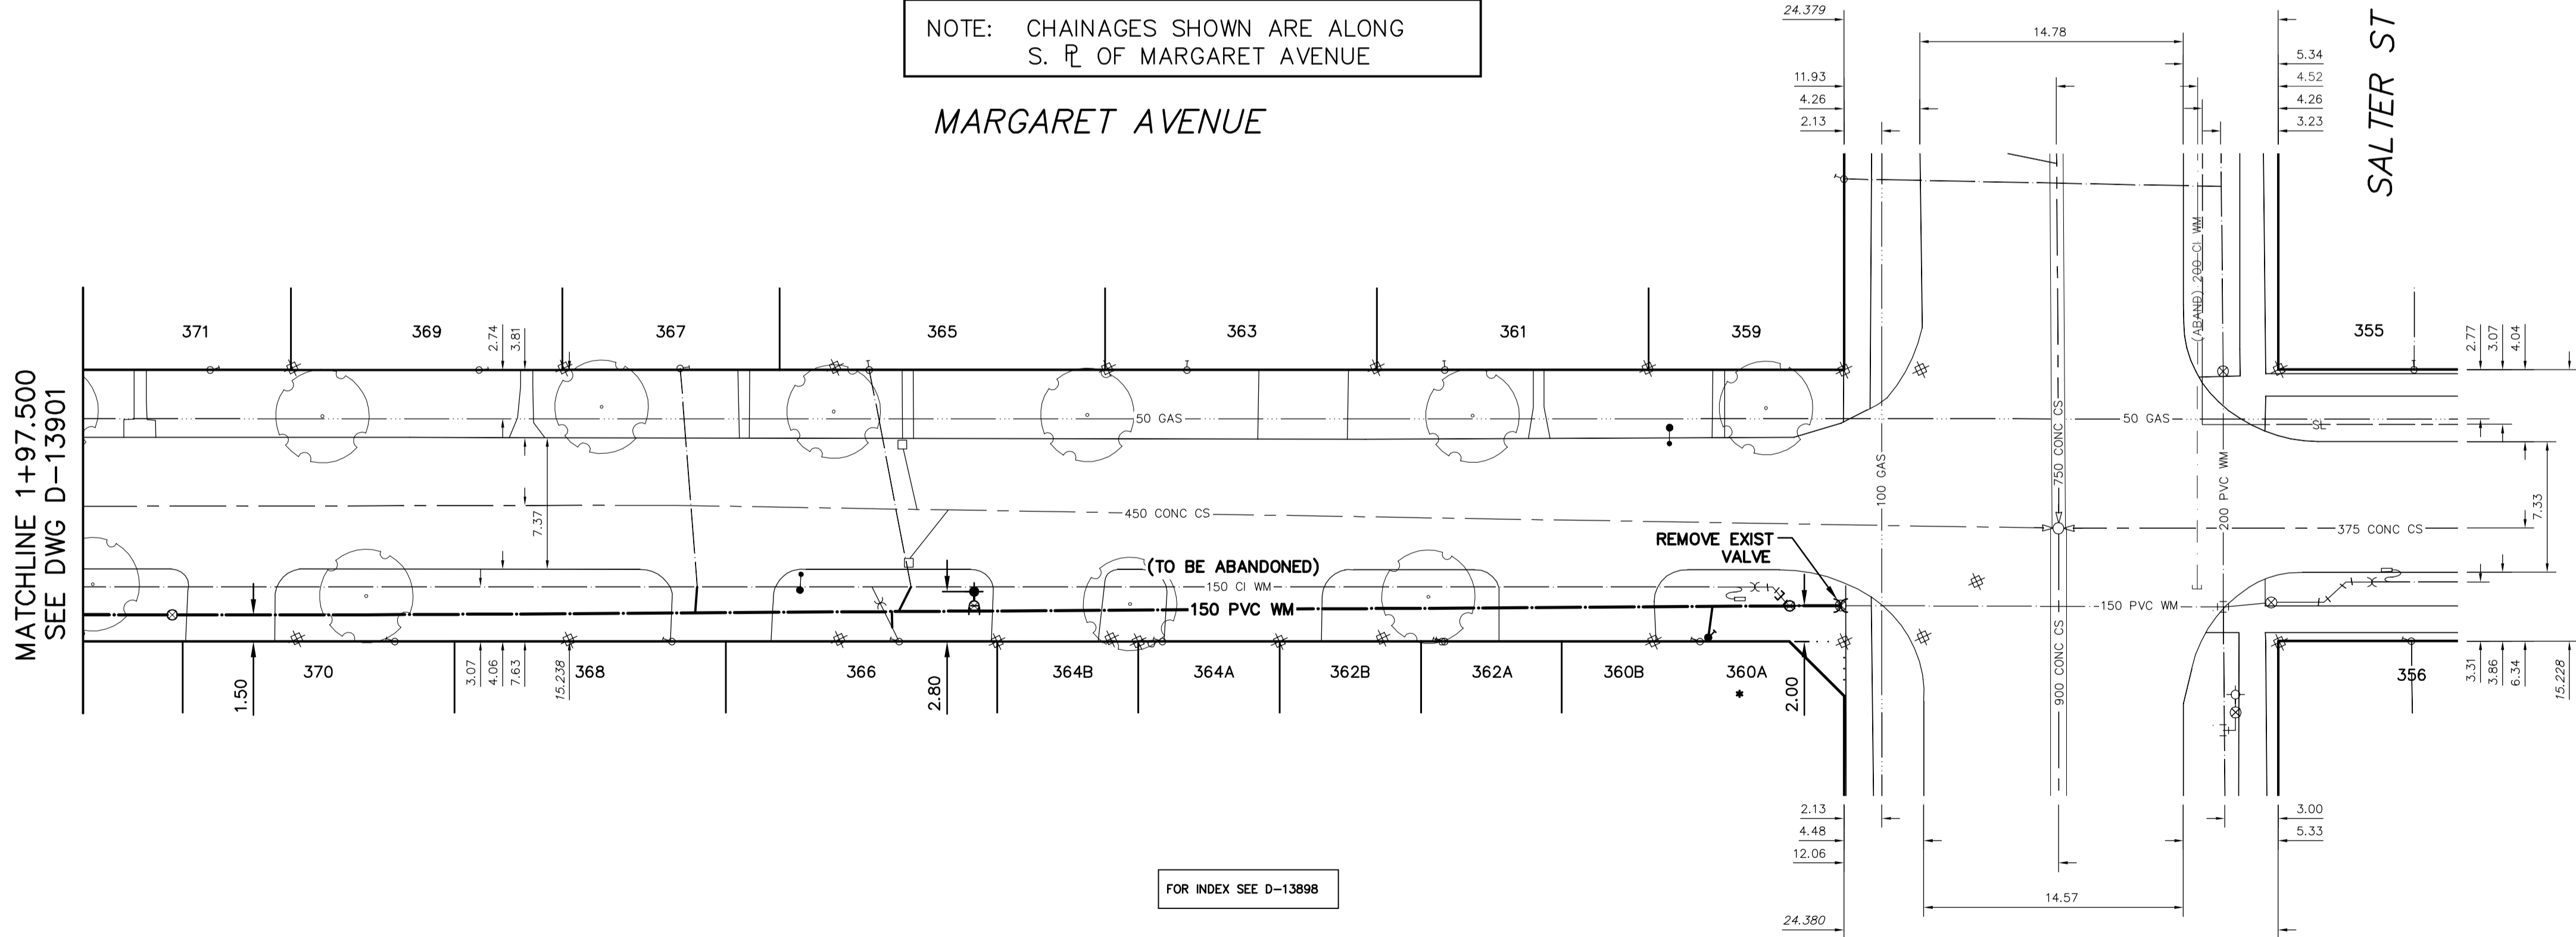 NOTE: CHAINAGES SHOWN ARE ALONG
S. ℙL OF MARGARET AVENUE
MARGARET AVENUE
SALTER ST
24.379
14.78
11.93
4.26
2.13
5.34
4.52
4.26
3.23
MATCHLINE 1+97.500
SEE DWG D-13901
371
369
367
365
363
361
359
355
2.74
3.81
2.77
3.07
4.04
(ABAND) 200 CI WM
50 GAS
50 GAS
SL
100 GAS
750 CONC CS
200 PVC WM
7.37
7.33
450 CONC CS
375 CONC CS
REMOVE EXIST
VALVE
(TO BE ABANDONED)
150 CI WM
150 PVC WM
150 PVC WM
900 CONC CS
370
368
366
364B
364A
362B
362A
360B
360A
*
356
1.50
3.07
4.06
7.63
15.238
2.80
2.00
3.31
3.86
6.34
15.228
2.13
4.48
12.06
3.00
5.33
14.57
24.380
FOR INDEX SEE D-13898